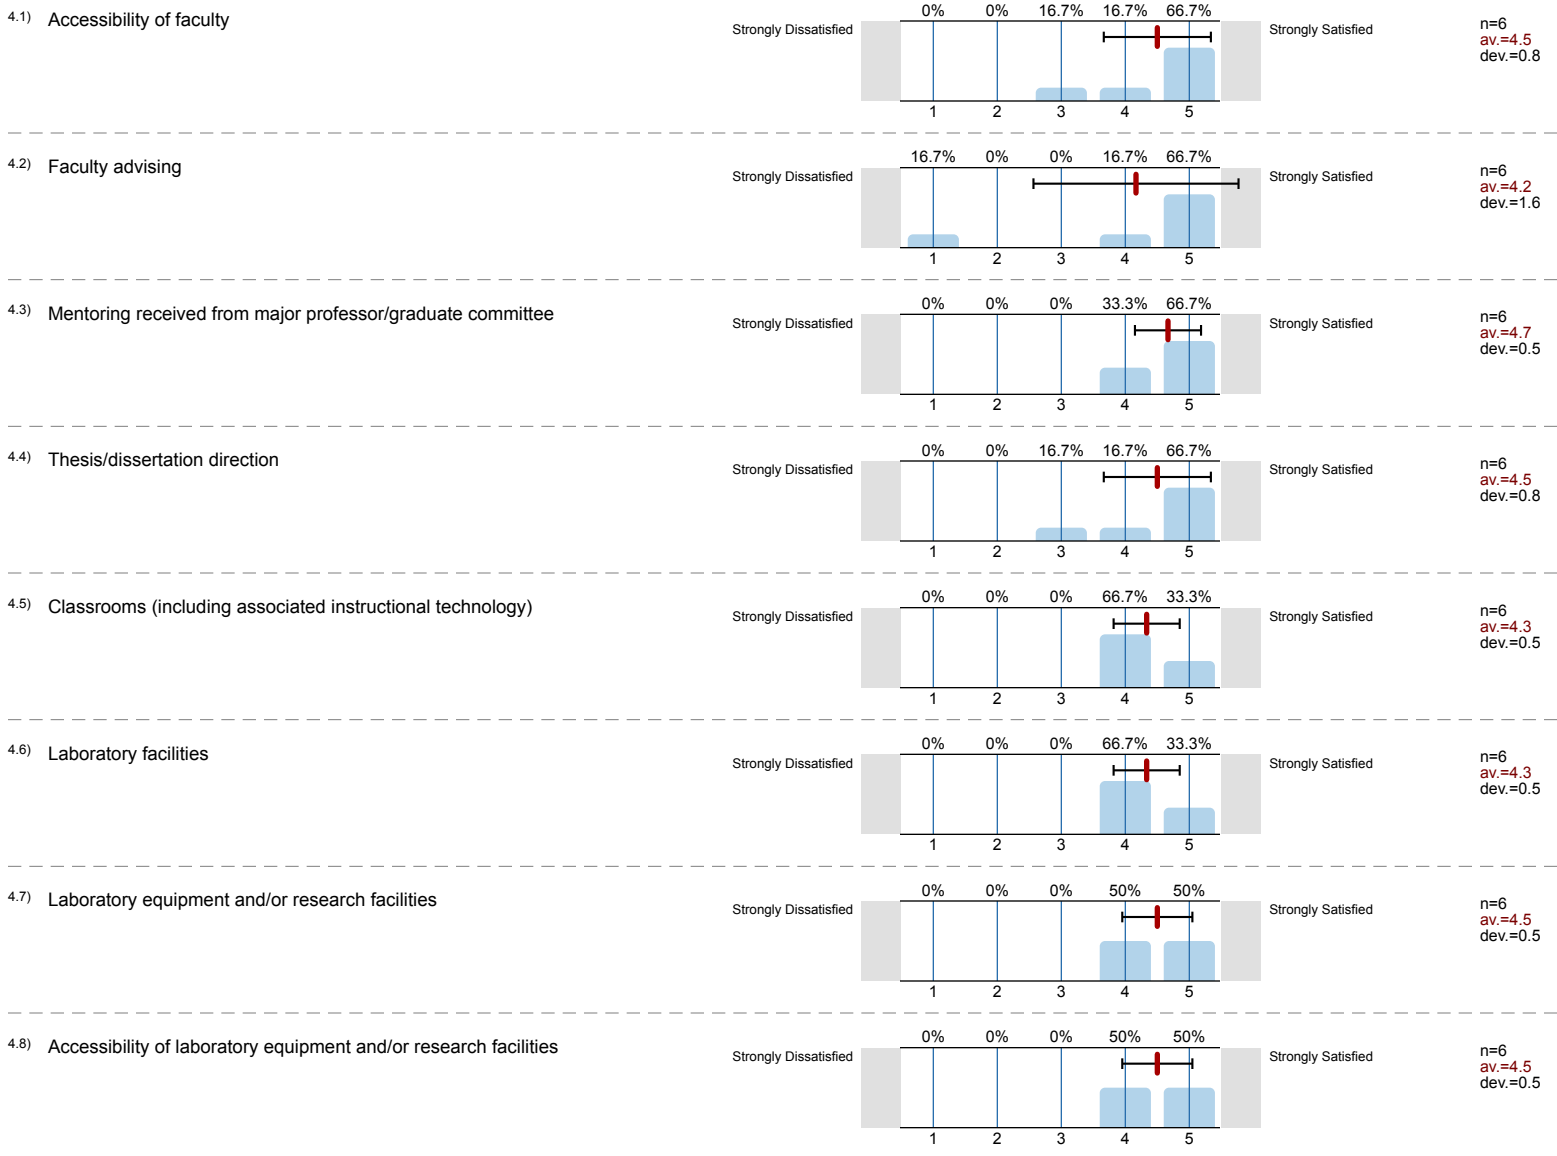 4.1) Accessibility of faculty
0% 0% 16.7% 16.7% 66.7%
Strongly Dissatisfied
Strongly Satisfied
n=6
av.=4.5
dev.=0.8
1 2 3 4 5
4.2) Faculty advising
16.7% 0% 0% 16.7% 66.7%
Strongly Dissatisfied
Strongly Satisfied
n=6
av.=4.2
dev.=1.6
1 2 3 4 5
4.3) Mentoring received from major professor/graduate committee
0% 0% 0% 33.3% 66.7%
Strongly Dissatisfied
Strongly Satisfied
n=6
av.=4.7
dev.=0.5
1 2 3 4 5
4.4) Thesis/dissertation direction
0% 0% 16.7% 16.7% 66.7%
Strongly Dissatisfied
Strongly Satisfied
n=6
av.=4.5
dev.=0.8
1 2 3 4 5
4.5) Classrooms (including associated instructional technology)
0% 0% 0% 66.7% 33.3%
Strongly Dissatisfied
Strongly Satisfied
n=6
av.=4.3
dev.=0.5
1 2 3 4 5
4.6) Laboratory facilities
0% 0% 0% 66.7% 33.3%
Strongly Dissatisfied
Strongly Satisfied
n=6
av.=4.3
dev.=0.5
1 2 3 4 5
4.7) Laboratory equipment and/or research facilities
0% 0% 0% 50% 50%
Strongly Dissatisfied
Strongly Satisfied
n=6
av.=4.5
dev.=0.5
1 2 3 4 5
4.8) Accessibility of laboratory equipment and/or research facilities
0% 0% 0% 50% 50%
Strongly Dissatisfied
Strongly Satisfied
n=6
av.=4.5
dev.=0.5
1 2 3 4 5